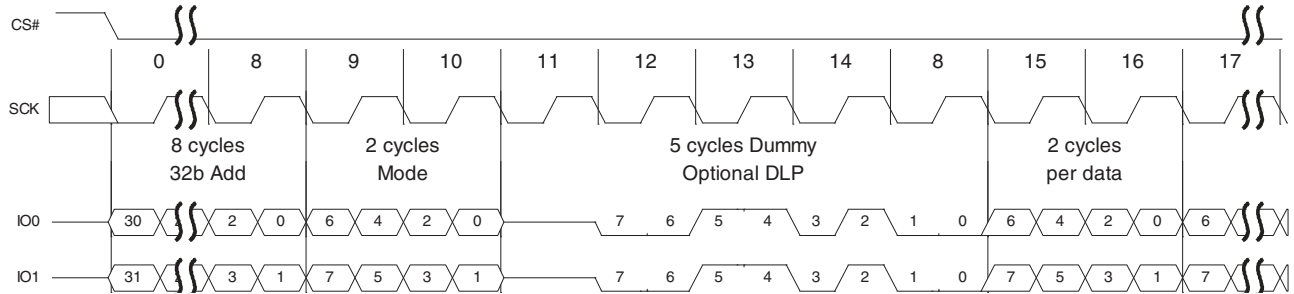 CS#
0 8 9 10 11 12 13 14 8 15 16 17
SCK
8 cycles 2 cycles 5 cycles Dummy 2 cycles
32b Add Mode Optional DLP per data
IO0 30 2 0 6 4 2 0 7 6 5 4 3 2 1 0 6 4 2 0 6
IO1 31 3 1 7 5 3 1 7 6 5 4 3 2 1 0 7 5 3 1 7